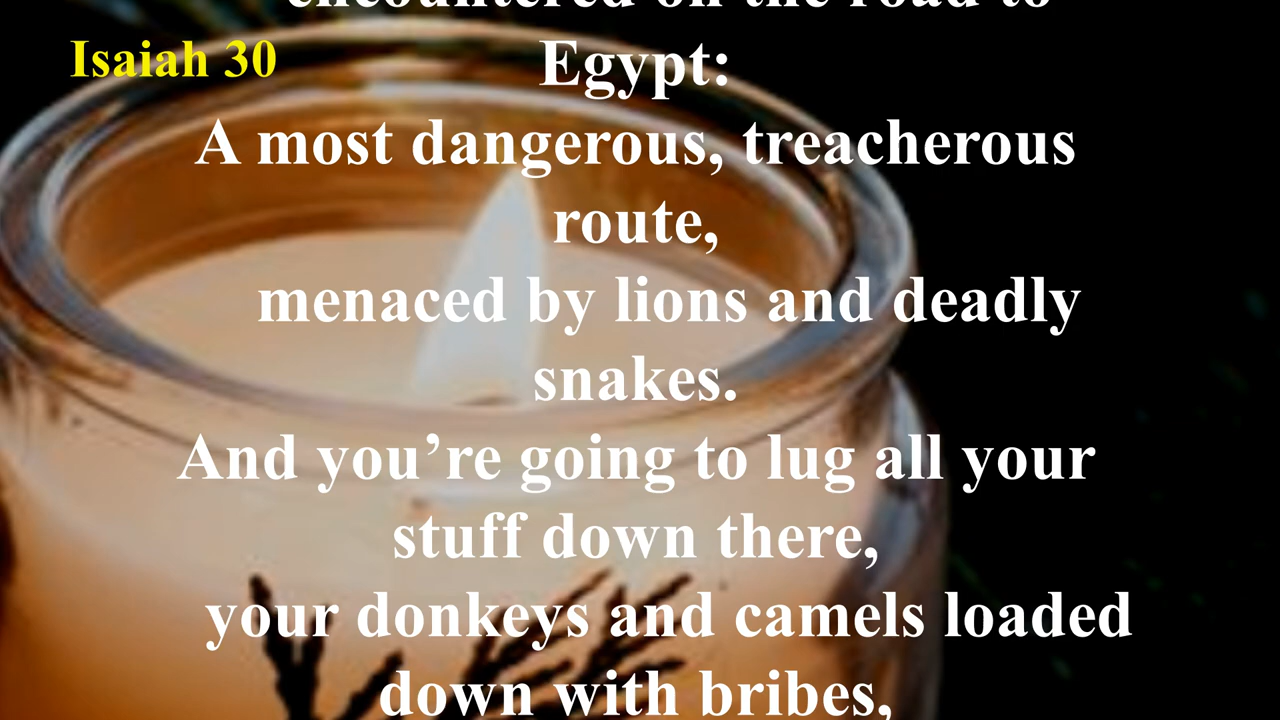 encountered on the road to
Isaiah 30
Egypt:
A most dangerous, treacherous
route,
menaced by lions and deadly
snakes.
And you’re going to lug all your
stuff down there,
your donkeys and camels loaded
down with bribes,